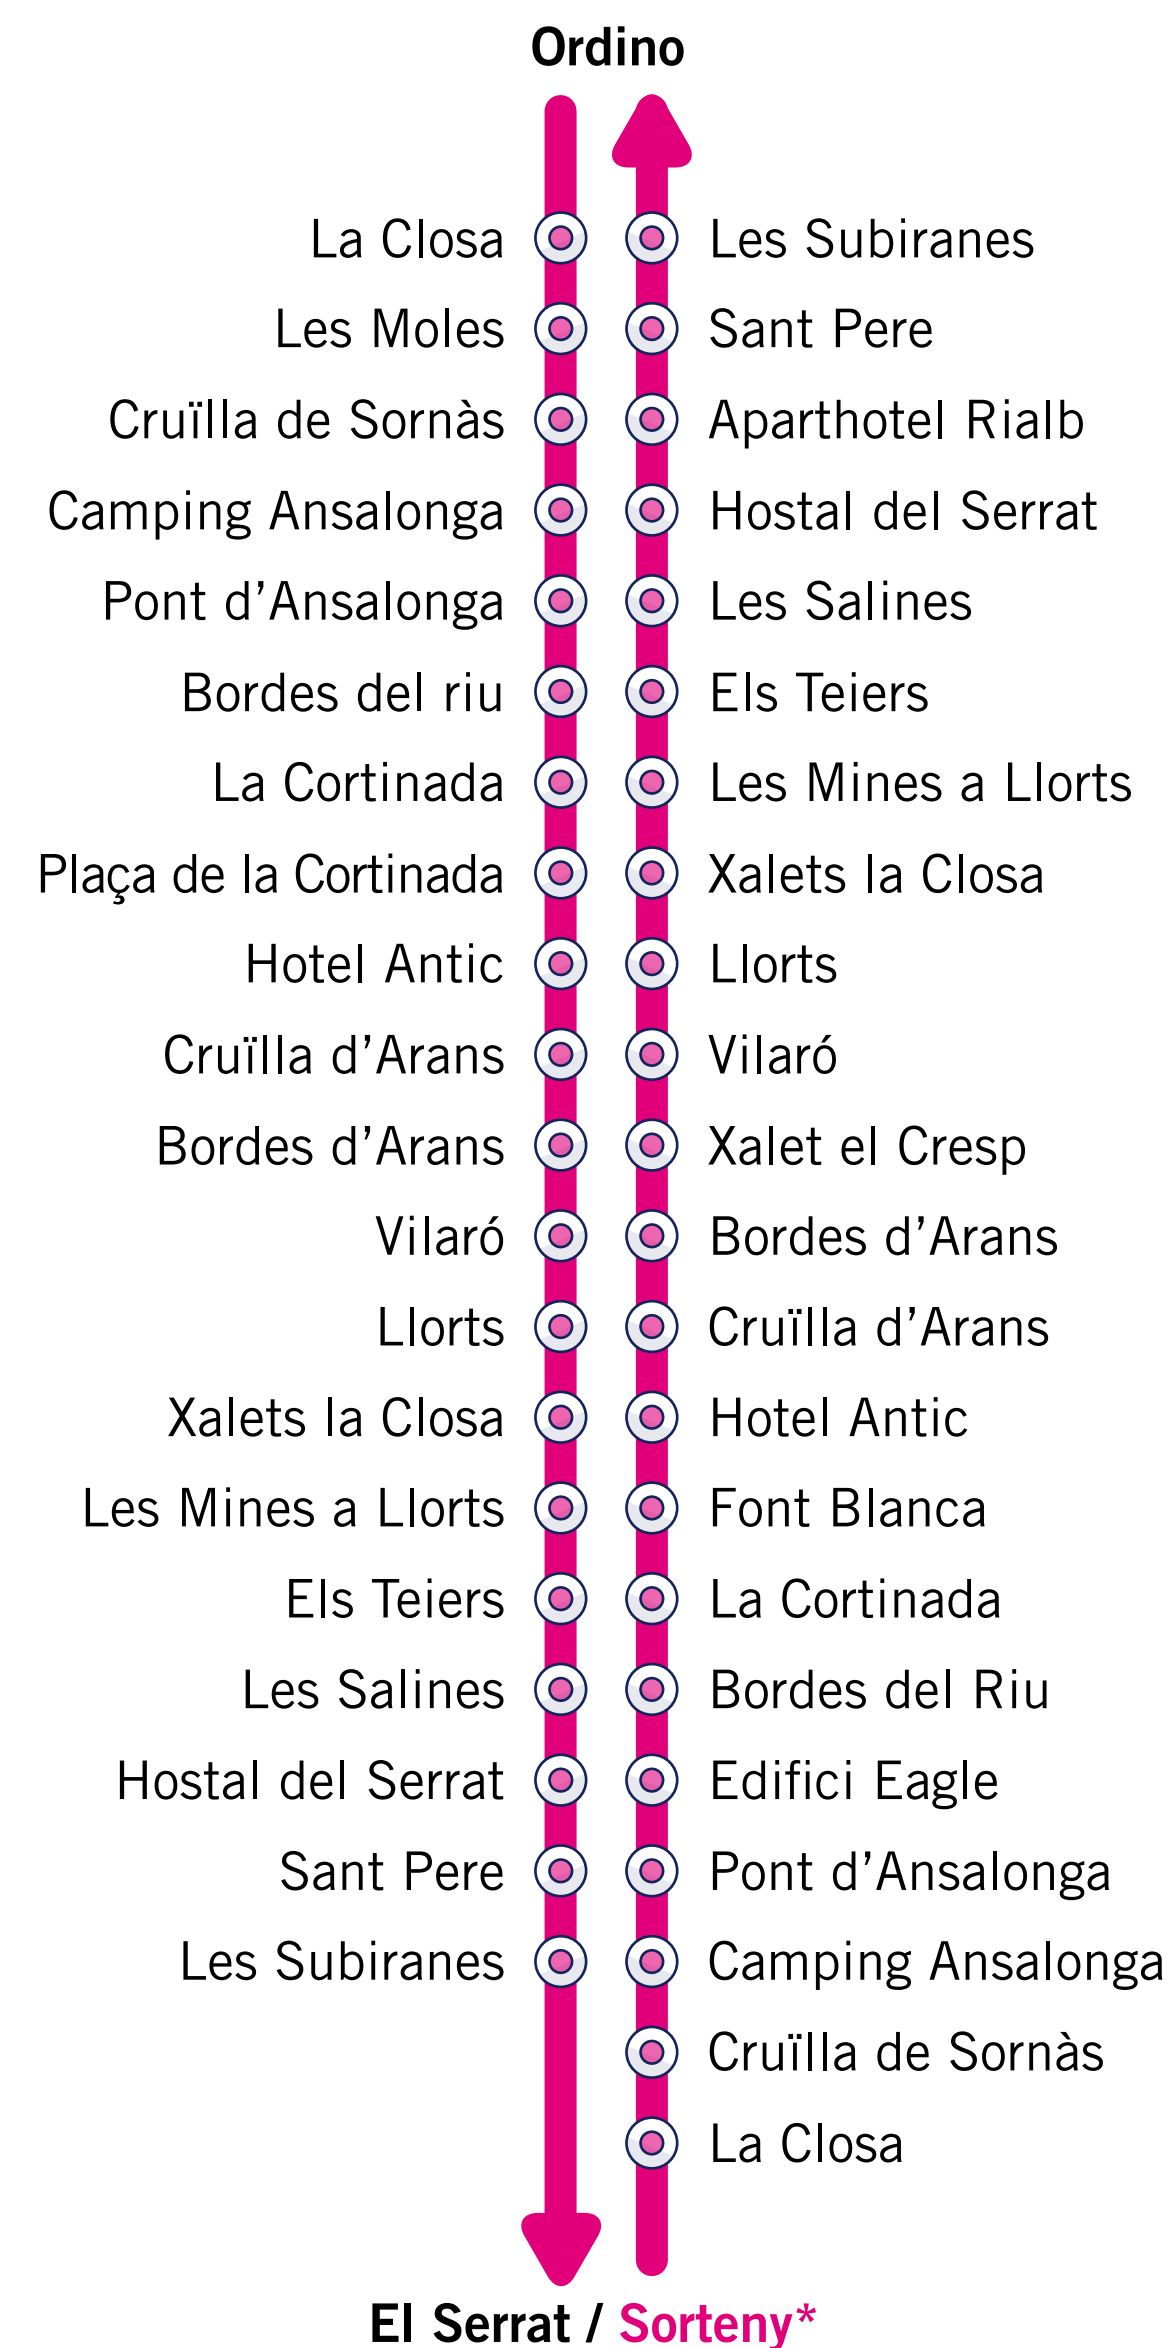 Ordino
La Closa
Les Moles
Cruïlla de Sornàs
Camping Ansalonga
Pont d’Ansalonga
Bordes del riu
La Cortinada
Plaça de la Cortinada
Hotel Antic
Cruïlla d’Arans
Bordes d’Arans
Vilaró
Llorts
Xalets la Closa
Les Mines a Llorts
Els Teiers
Les Salines
Hostal del Serrat
Sant Pere
Les Subiranes
Les Subiranes
Sant Pere
Aparthotel Rialb
Hostal del Serrat
Les Salines
Els Teiers
Les Mines a Llorts
Xalets la Closa
Llorts
Vilaró
Xalet el Cresp
Bordes d’Arans
Cruïlla d’Arans
Hotel Antic
Font Blanca
La Cortinada
Bordes del Riu
Edifici Eagle
Pont d’Ansalonga
Camping Ansalonga
Cruïlla de Sornàs
La Closa
El Serrat / Sorteny*